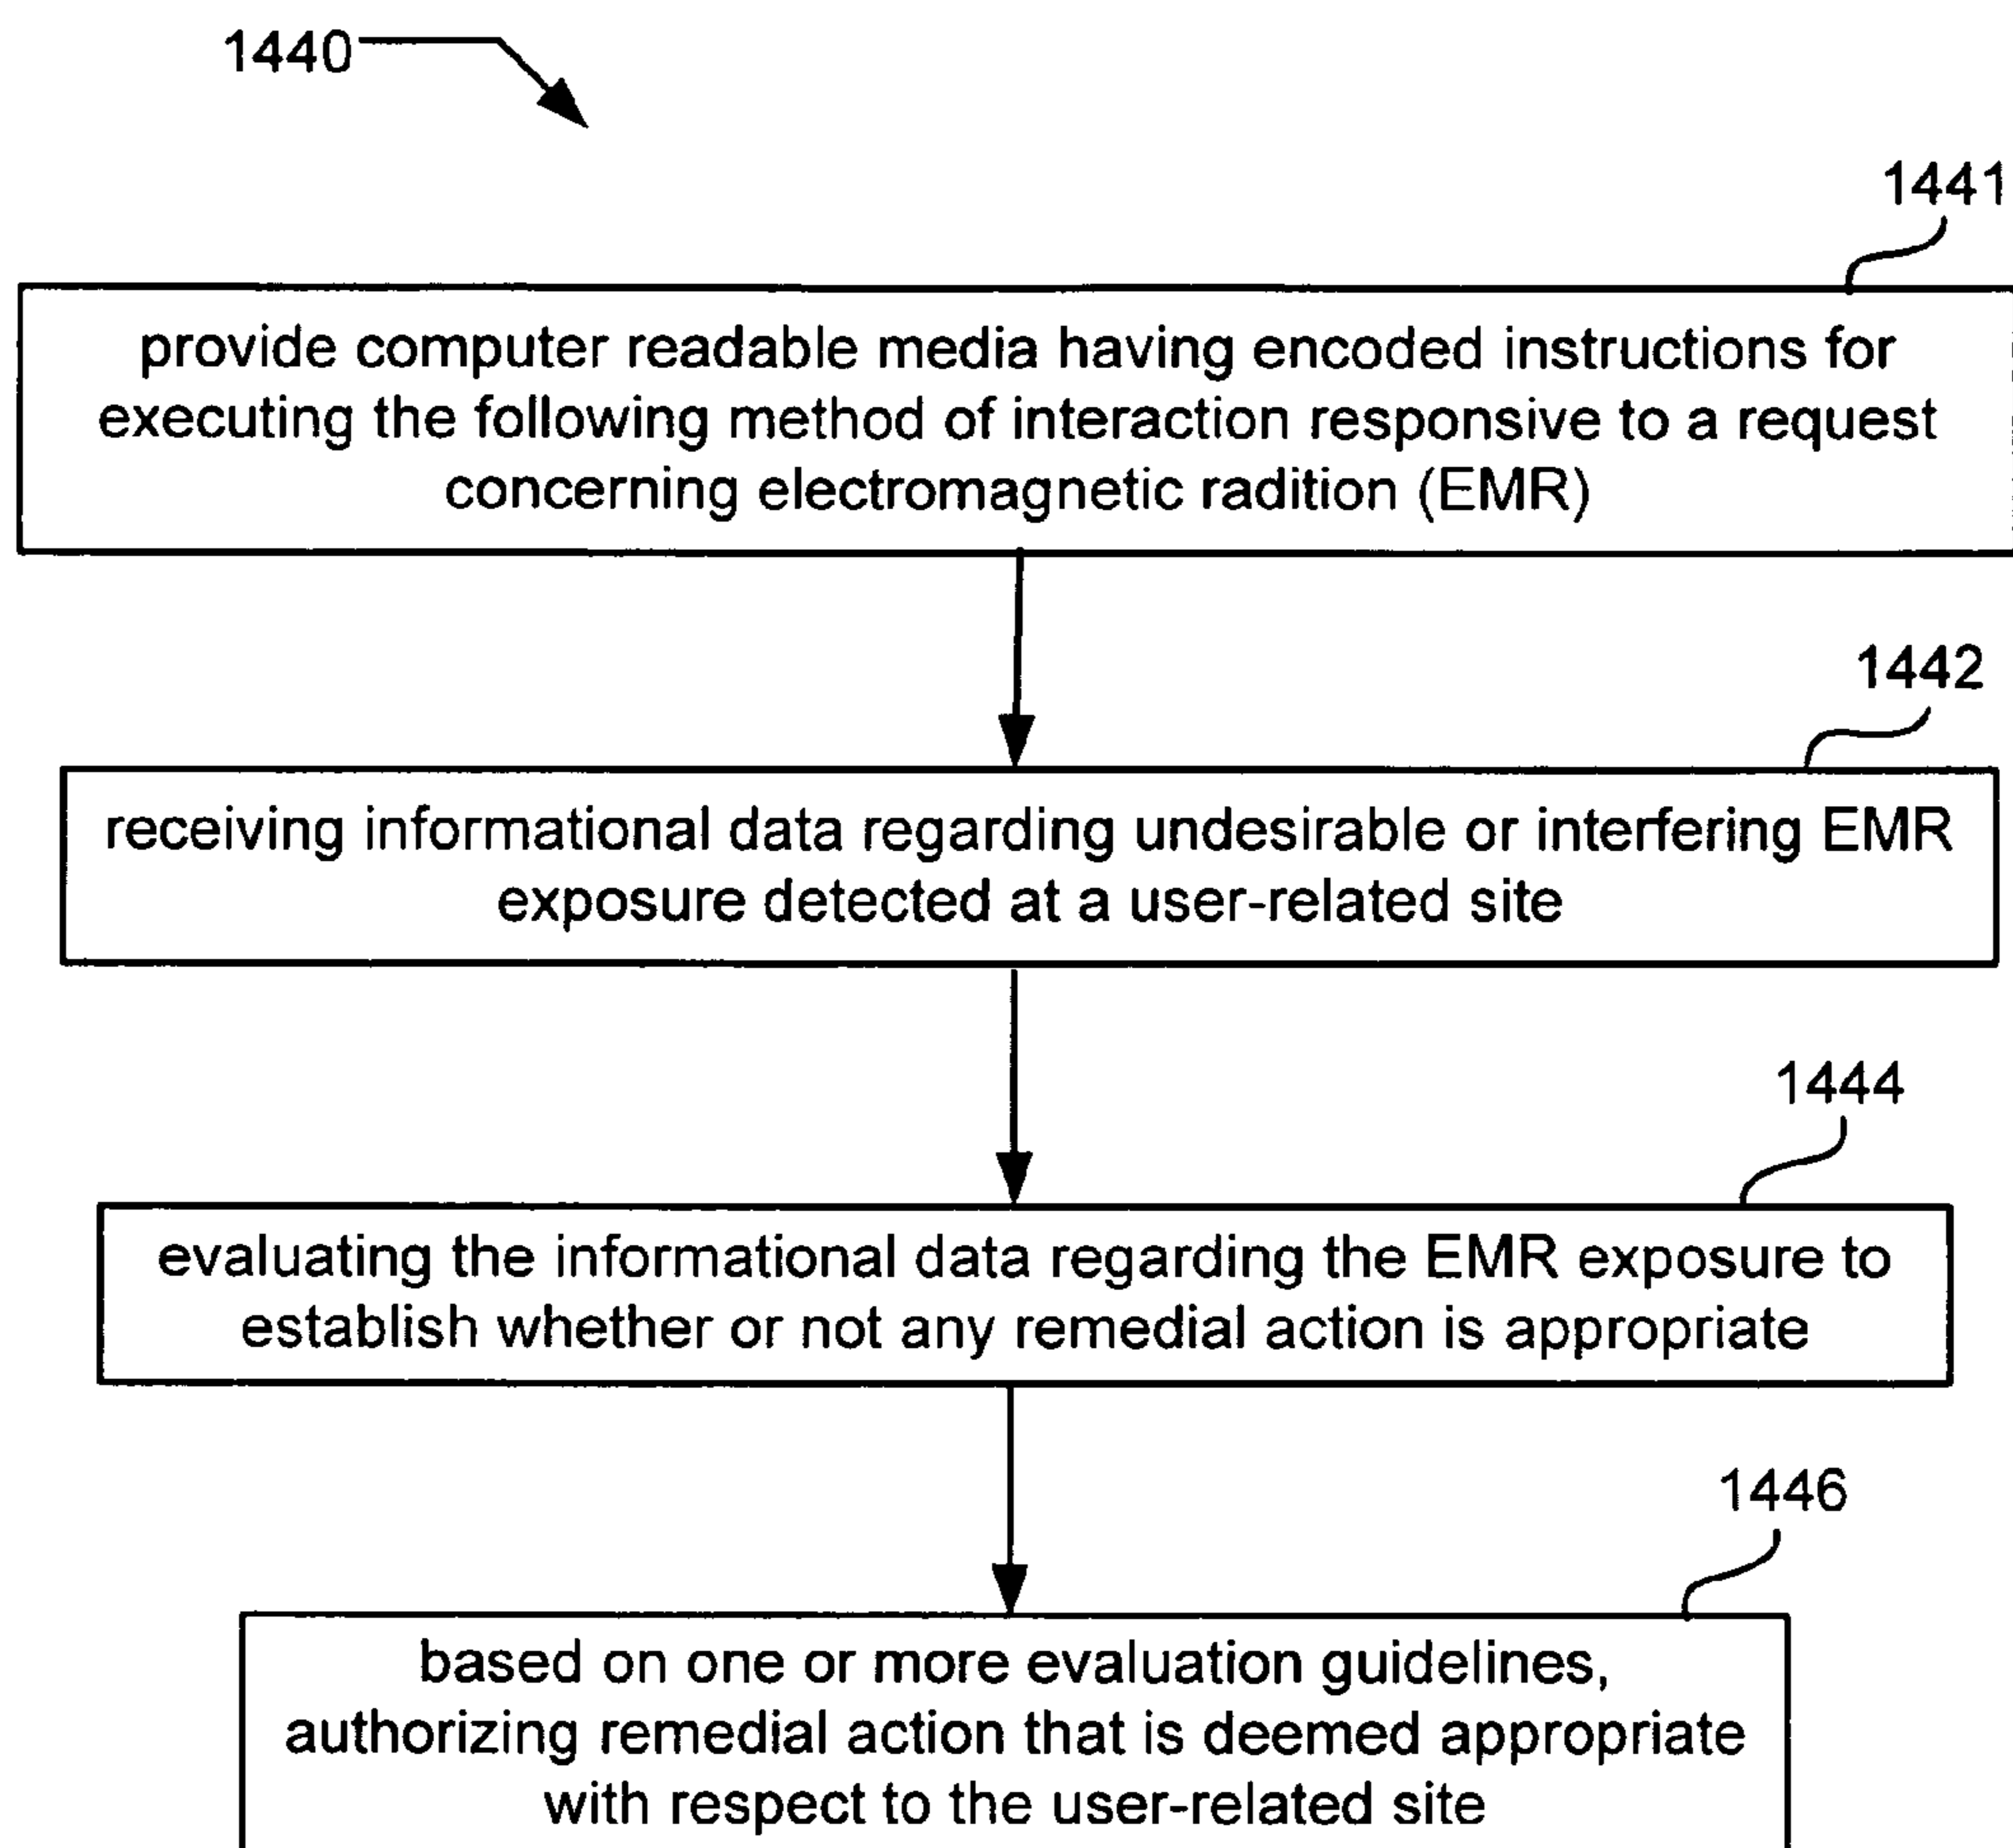 1440
1441
provide computer readable media having encoded instructions for
executing the following method of interaction responsive to a request
concerning electromagnetic radition (EMR)
1442
receiving informational data regarding undesirable or interfering EMR
exposure detected at a user-related site
1444
evaluating the informational data regarding the EMR exposure to
establish whether or not any remedial action is appropriate
1446
based on one or more evaluation guidelines,
authorizing remedial action that is deemed appropriate
with respect to the user-related site